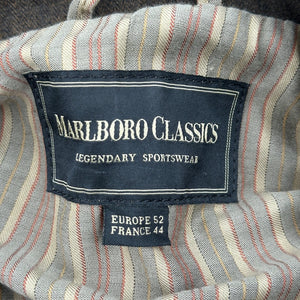 MARLBORO CLASSICS
LEGENDARY SPORTSWEAR
EUROPE 52
FRANCE 44